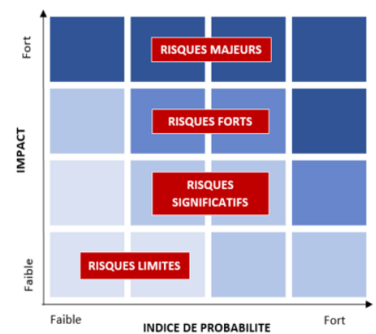 Fort
RISQUES MAJEURS
RISQUES FORTS
IMPACT
RISQUES
SIGNIFICATIFS
RISQUES LIMITES
Faible
Faible
Fort
INDICE DE PROBABILITE